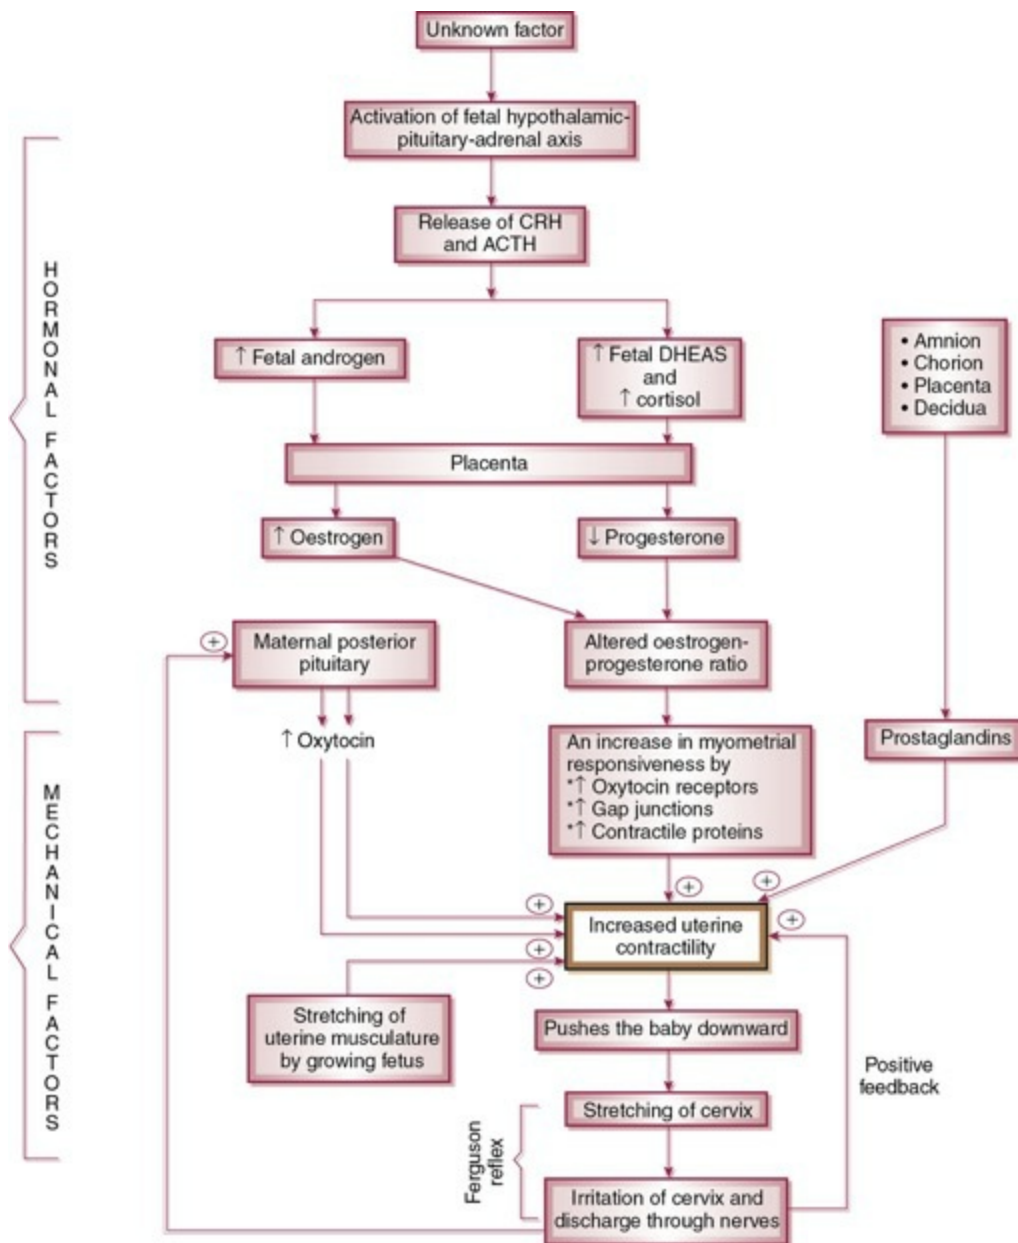 Unknown factor
Activation of fetal hypothalamic-
pituitary-adrenal axis
Release of CRH
and ACTH
HORMONAL FACTORS
↑ Fetal androgen
↑ Fetal DHEAS
and
↑ cortisol
• Amnion
• Chorion
• Placenta
• Decidua
Placenta
↑ Oestrogen
↓ Progesterone
+
Maternal posterior
pituitary
Altered oestrogen-
progesterone ratio
↑ Oxytocin
An increase in myometrial
responsiveness by
*↑ Oxytocin receptors
*↑ Gap junctions
*↑ Contractile proteins
Prostaglandins
MECHANICAL FACTORS
+
+
+
+
+
+
Increased uterine
contractility
Stretching of
uterine musculature
by growing fetus
Pushes the baby downward
Positive
feedback
Stretching of cervix
Ferguson
reflex
Irritation of cervix and
discharge through nerves